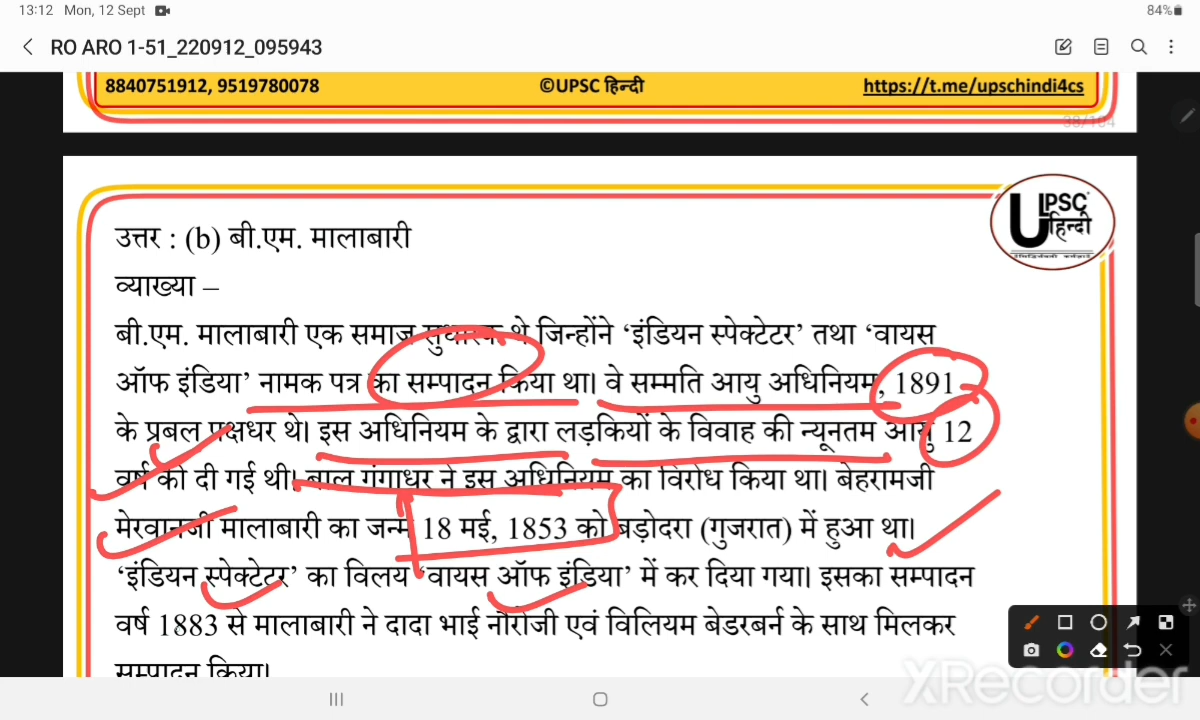 13:12 Mon, 12 Sept
84%
RO ARO 1-51_220912_095943
8840751912, 9519780078 ©UPSC हिन्दी https://t.me/upschindi4cs
38/104
UPSC हिन्दी
उत्तर : (b) बी.एम. मालाबारी
व्याख्या –
बी.एम. मालाबारी एक समाज सुधारक थे जिन्होंने ‘इंडियन स्पेक्टेटर’ तथा ‘वायस
ऑफ इंडिया’ नामक पत्र का सम्पादन किया था। वे सम्मति आयु अधिनियम, 1891
के प्रबल पक्षधर थे। इस अधिनियम के द्वारा लड़कियों के विवाह की न्यूनतम आयु 12
वर्ष की दी गई थी। बाल गंगाधर ने इस अधिनियम का विरोध किया था। बेहरामजी
मेरवानजी मालाबारी का जन्म 18 मई, 1853 को बड़ोदरा (गुजरात) में हुआ था।
‘इंडियन स्पेक्टेटर’ का विलय ‘वायस ऑफ इंडिया’ में कर दिया गया। इसका सम्पादन
वर्ष 1883 से मालाबारी ने दादा भाई नौरोजी एवं विलियम बेडरबर्न के साथ मिलकर
सम्पादन किया।
XRecorder